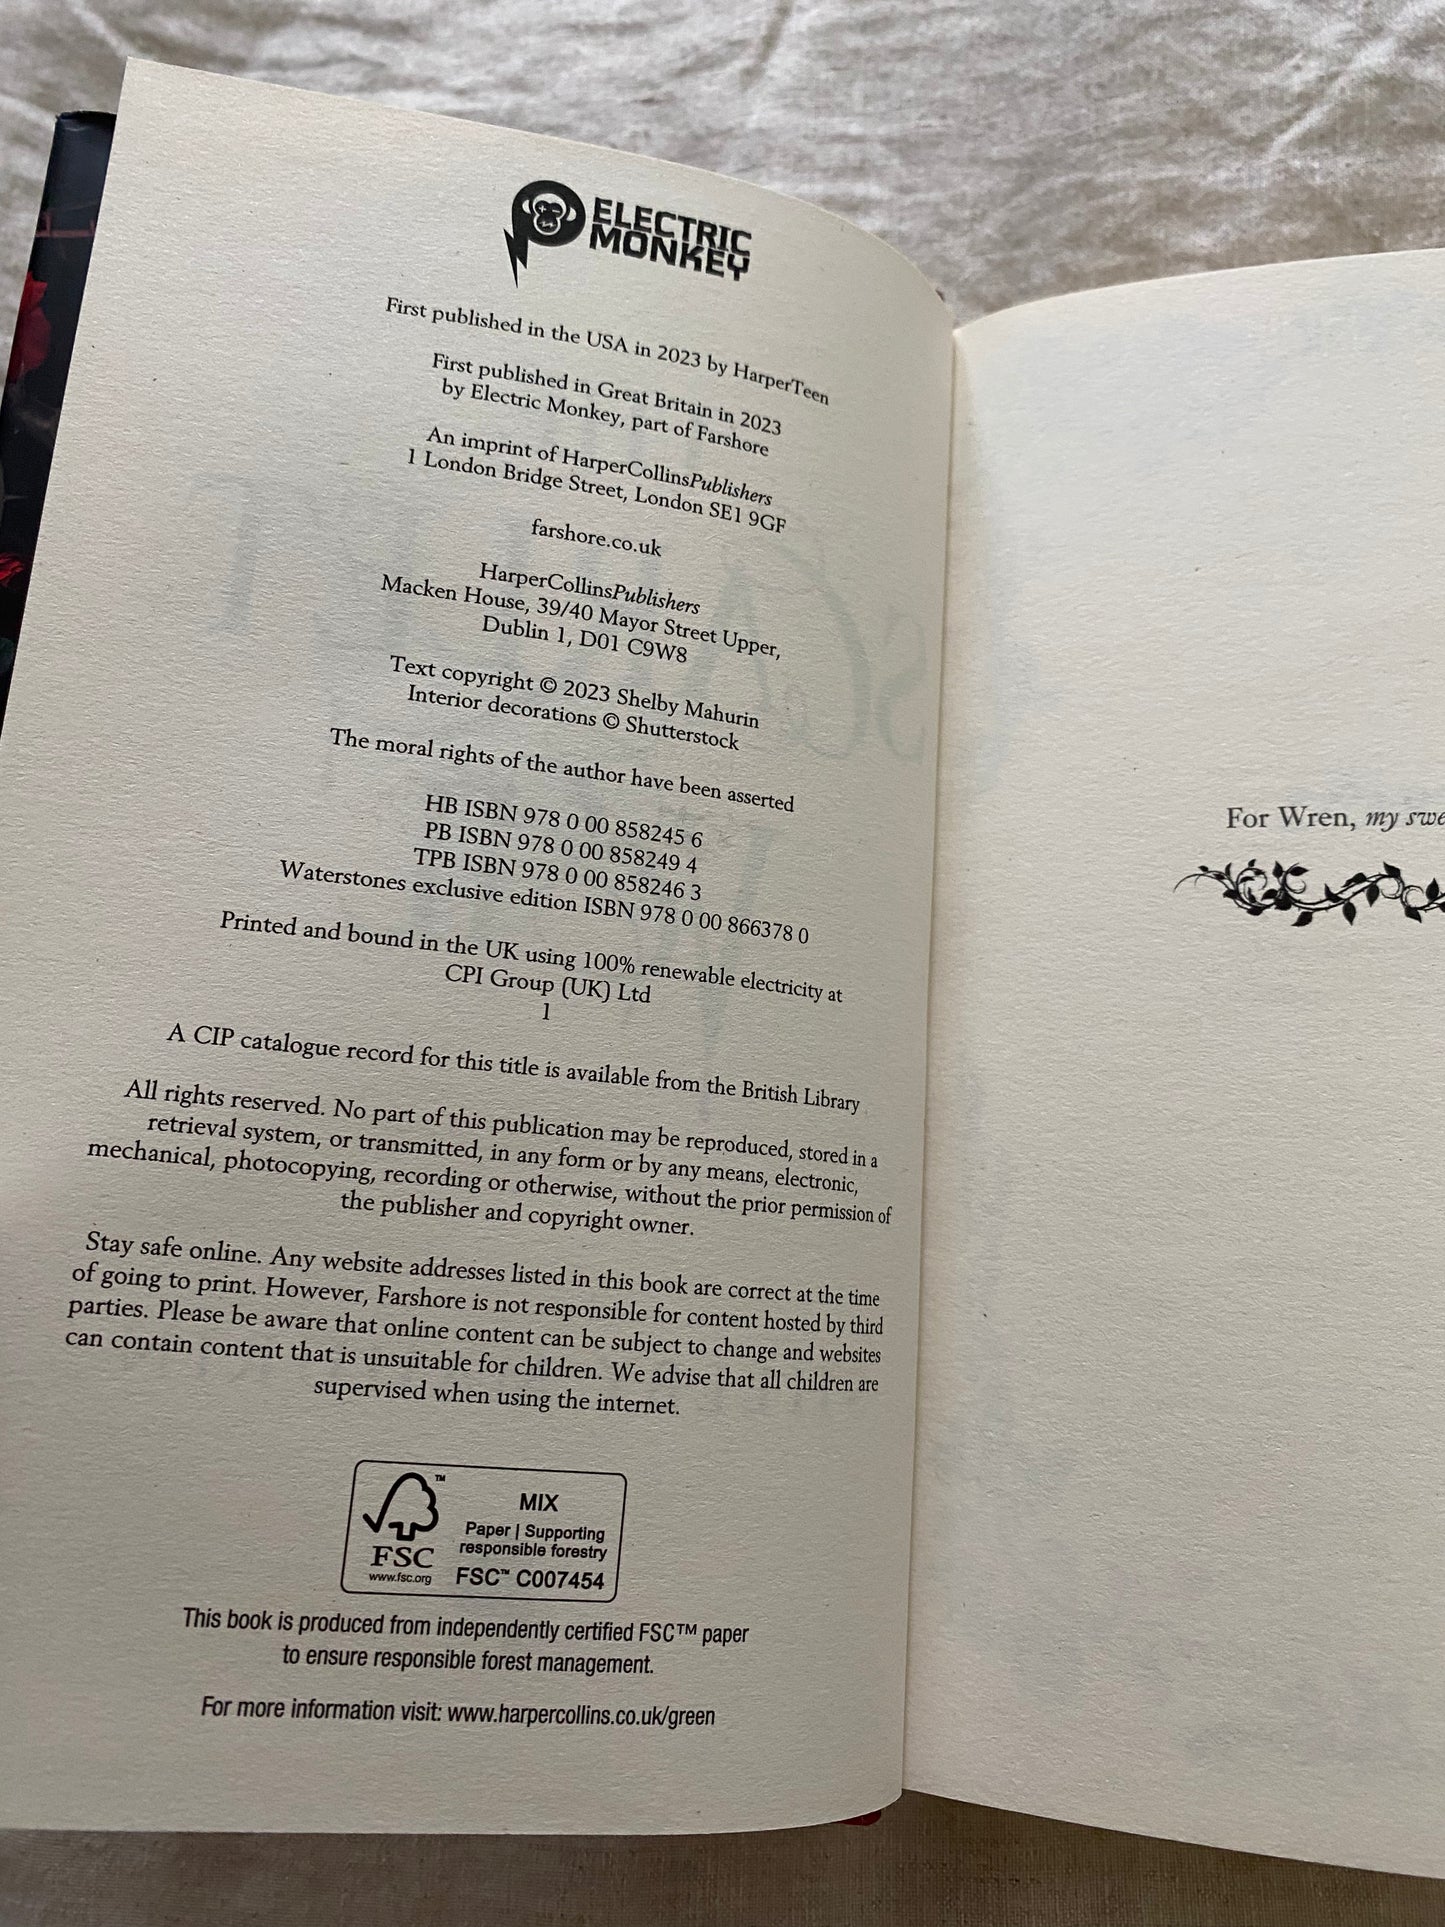 ELECTRIC
MONKEY
First published in the USA in 2023 by HarperTeen
First published in Great Britain in 2023
by Electric Monkey, part of Farshore
An imprint of HarperCollinsPublishers
1 London Bridge Street, London SE1 9GF
farshore.co.uk
HarperCollinsPublishers
Macken House, 39/40 Mayor Street Upper,
Dublin 1, D01 C9W8
Text copyright © 2023 Shelby Mahurin
Interior decorations © Shutterstock
The moral rights of the author have been asserted
HB ISBN 978 0 00 858245 6
PB ISBN 978 0 00 858249 4
TPB ISBN 978 0 00 858246 3
Waterstones exclusive edition ISBN 978 0 00 866378 0
Printed and bound in the UK using 100% renewable electricity at
CPI Group (UK) Ltd
1
A CIP catalogue record for this title is available from the British Library
All rights reserved. No part of this publication may be reproduced, stored in a
retrieval system, or transmitted, in any form or by any means, electronic,
mechanical, photocopying, recording or otherwise, without the prior permission of
the publisher and copyright owner.
Stay safe online. Any website addresses listed in this book are correct at the time
of going to print. However, Farshore is not responsible for content hosted by third
parties. Please be aware that online content can be subject to change and websites
can contain content that is unsuitable for children. We advise that all children are
supervised when using the internet.
FSC
www.fsc.org
™
MIX
Paper | Supporting
responsible forestry
FSC™ C007454
This book is produced from independently certified FSC™ paper
to ensure responsible forest management.
For more information visit: www.harpercollins.co.uk/green
For Wren, my swe